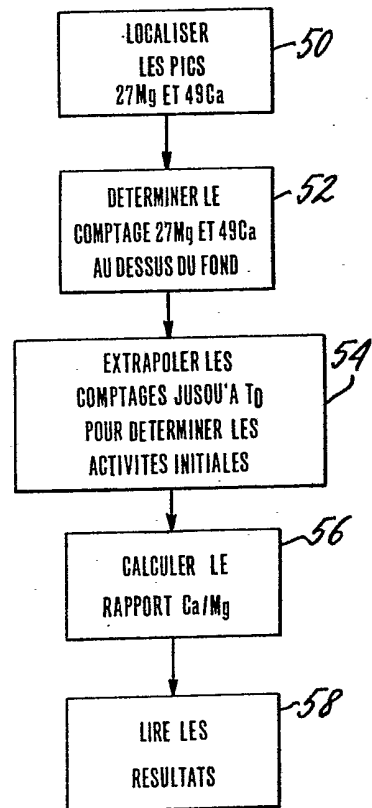 LOCALISER
LES PICS
27Mg ET 49Ca
50
DETERMINER LE
COMPTAGE 27Mg ET 49Ca
AU DESSUS DU FOND
52
EXTRAPOLER LES
COMPTAGES JUSQU'A T0
POUR DETERMINER LES
ACTIVITES INITIALES
54
CALCULER LE
RAPPORT Ca/Mg
56
LIRE LES
RESULTATS
58